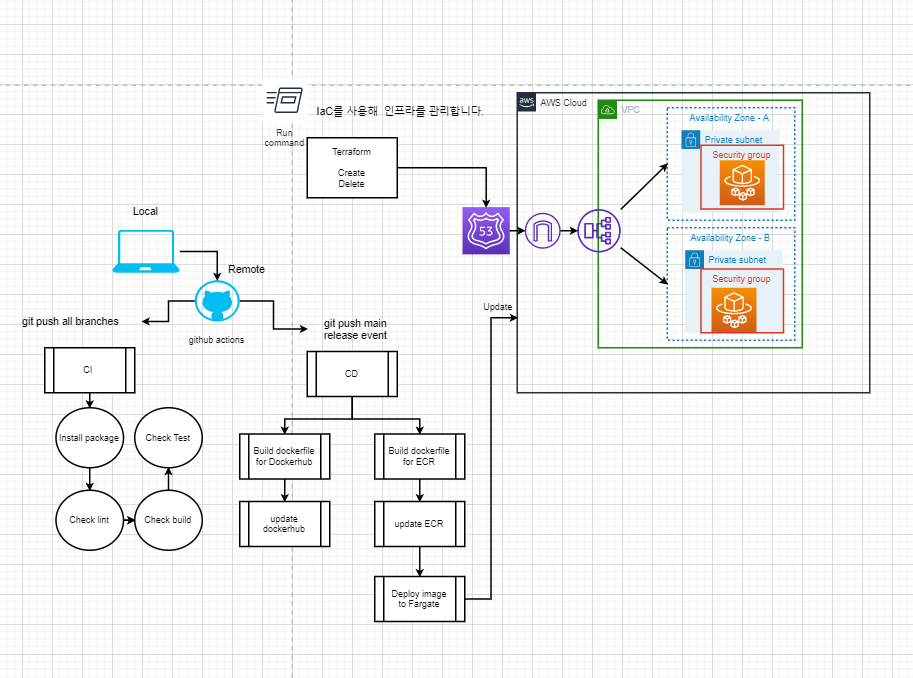 IaC를 사용해 인프라를 관리합니다.
Run
command
Terraform
Create
Delete
aws
AWS Cloud
VPC
Availability Zone - A
Private subnet
Security group
53
Availability Zone - B
Private subnet
Security group
Local
Remote
github actions
git push all branches
git push main
release event
Update
CI
Install package
Check Test
Check lint
Check build
CD
Build dockerfile
for Dockerhub
Build dockerfile
for ECR
update
dockerhub
update ECR
Deploy image
to Fargate